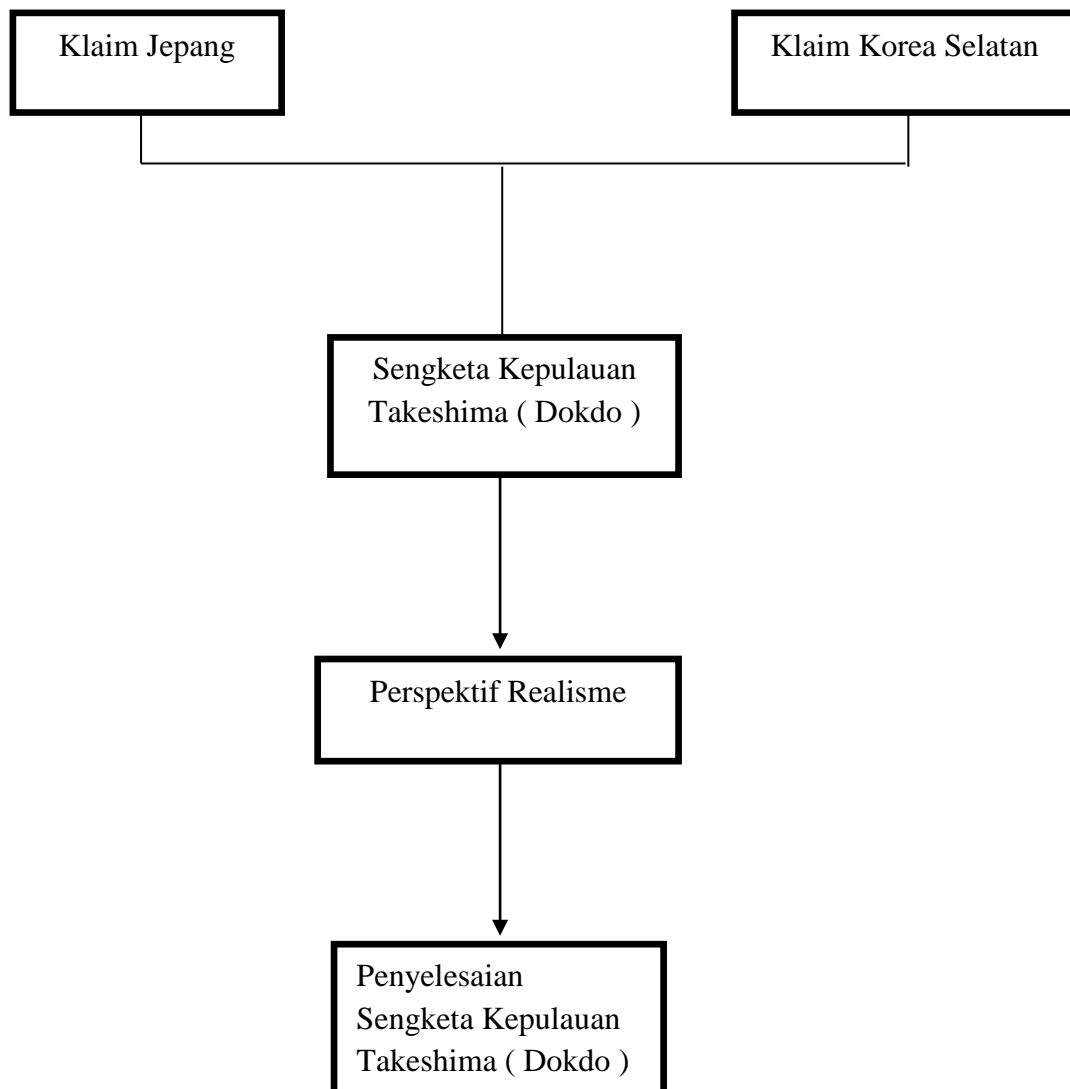 Klaim Jepang
Klaim Korea Selatan
Sengketa Kepulauan
Takeshima ( Dokdo )
Perspektif Realisme
Penyelesaian
Sengketa Kepulauan
Takeshima ( Dokdo )